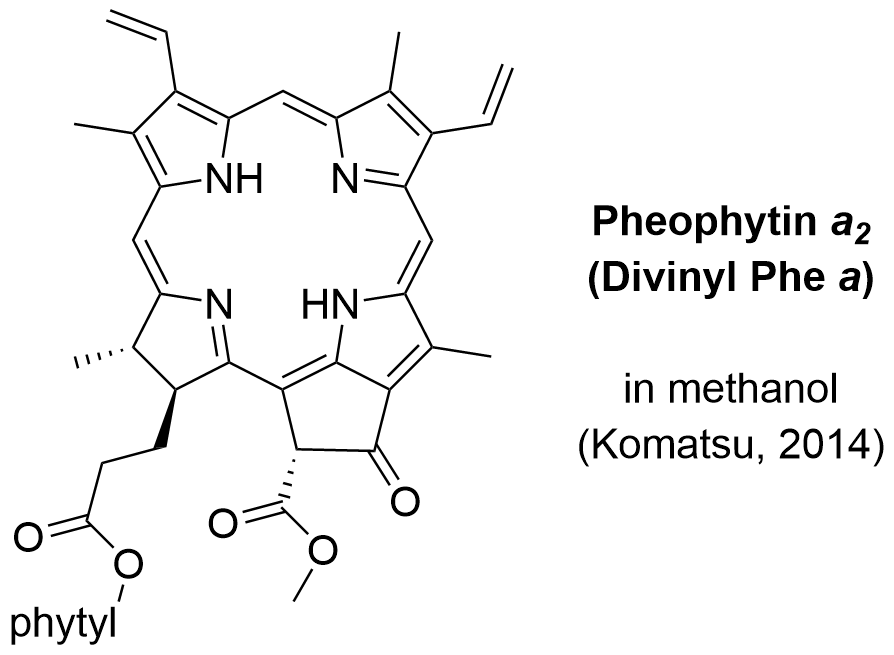 NH
N
N
HN
Pheophytin a₂
(Divinyl Phe a)
in methanol
(Komatsu, 2014)
O
O
O
O
O
phytyl